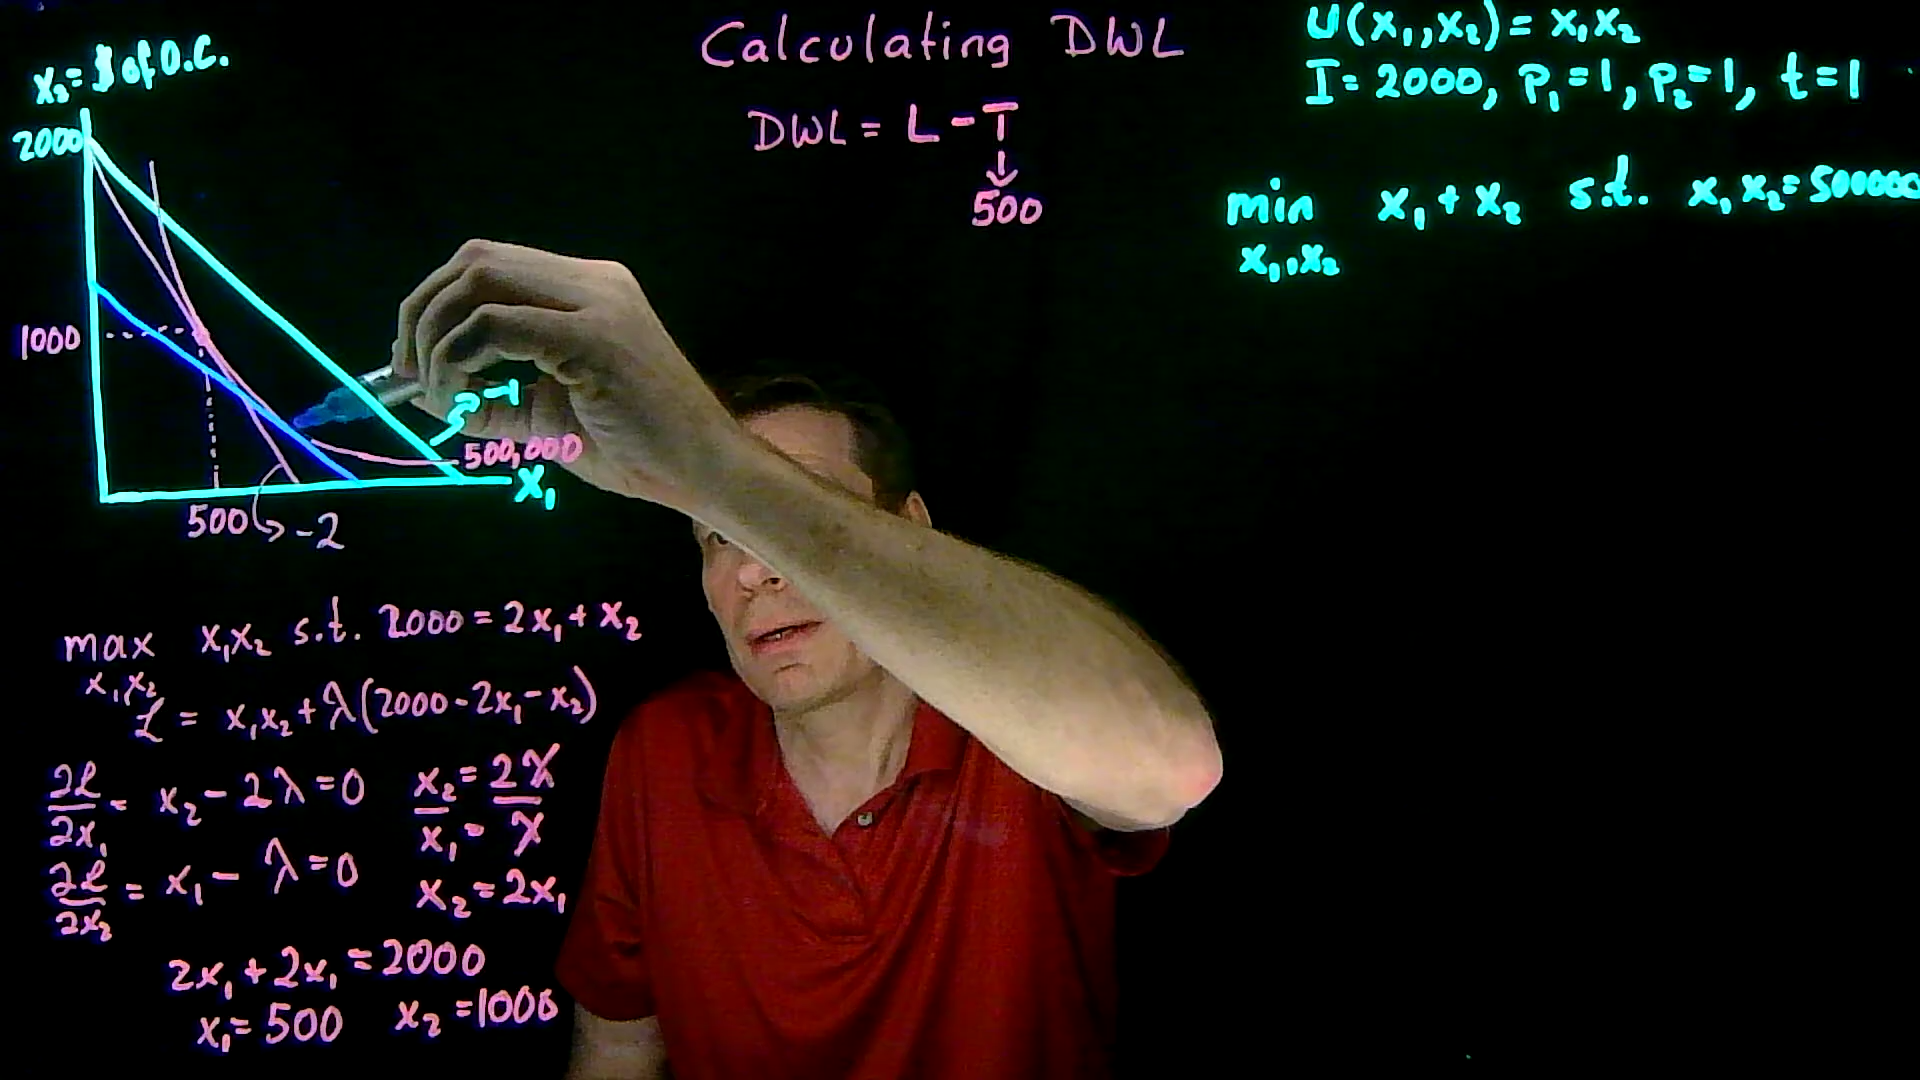 Calculating DWL
DWL = L - T
500
U(x₁,x₂) = x₁x₂
I = 2000, P₁=1, P₂=1, t=1
min x₁ + x₂ s.t. x₁x₂ = 500000
x₁,x₂
x₂ = $ of O.C.
2000
1000
-1
500,000
x₁
500
-2
max x₁x₂ s.t. 2000 = 2x₁ + x₂
x₁,x₂
ℒ = x₁x₂ + λ(2000 - 2x₁ - x₂)
∂ℒ/∂x₁ = x₂ - 2λ = 0
x₂/x₁ = 2λ/λ
∂ℒ/∂x₂ = x₁ - λ = 0
x₂ = 2x₁
2x₁ + 2x₁ = 2000
x₁ = 500 x₂ = 1000